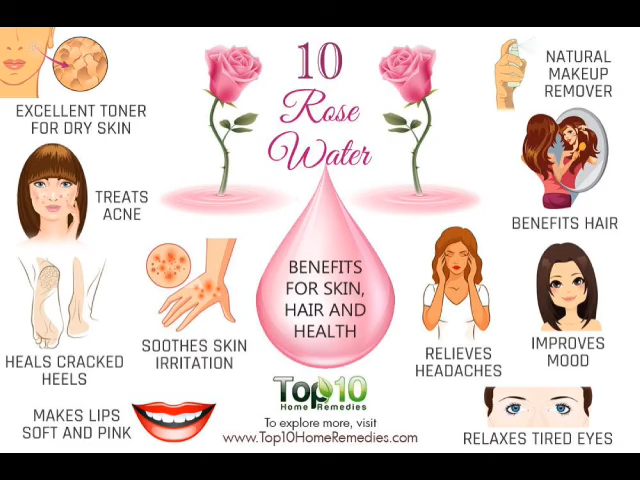 10
Rose
Water
BENEFITS
FOR SKIN,
HAIR AND
HEALTH
EXCELLENT TONER
FOR DRY SKIN
TREATS
ACNE
HEALS CRACKED
HEELS
SOOTHES SKIN
IRRITATION
MAKES LIPS
SOFT AND PINK
NATURAL
MAKEUP
REMOVER
BENEFITS HAIR
RELIEVES
HEADACHES
IMPROVES
MOOD
RELAXES TIRED EYES
Top10
Home Remedies
To explore more, visit
www.Top10HomeRemedies.com